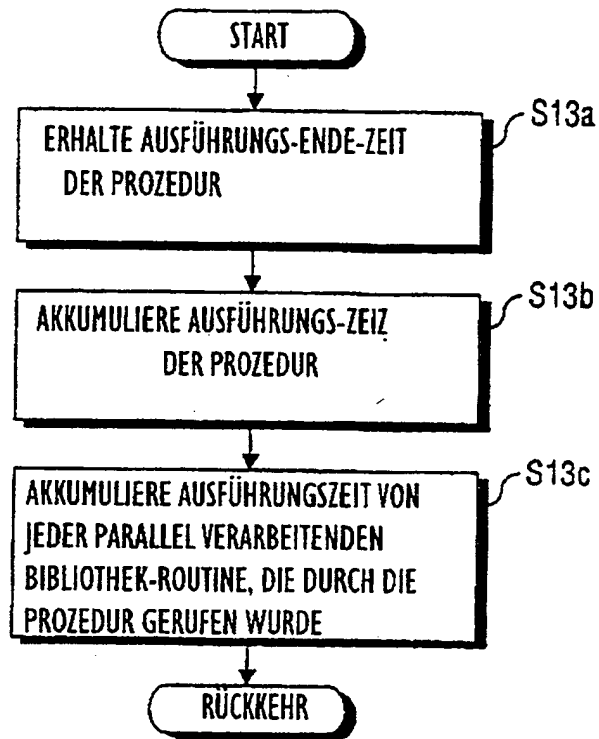 START
S13a
ERHALTE AUSFÜHRUNGS-ENDE-ZEIT
DER PROZEDUR
S13b
AKKUMULIERE AUSFÜHRUNGS-ZEIZ
DER PROZEDUR
S13c
AKKUMULIERE AUSFÜHRUNGSZEIT VON
JEDER PARALLEL VERARBEITENDEN
BIBLIOTHEK-ROUTINE, DIE DURCH DIE
PROZEDUR GERUFEN WURDE
RÜCKKEHR